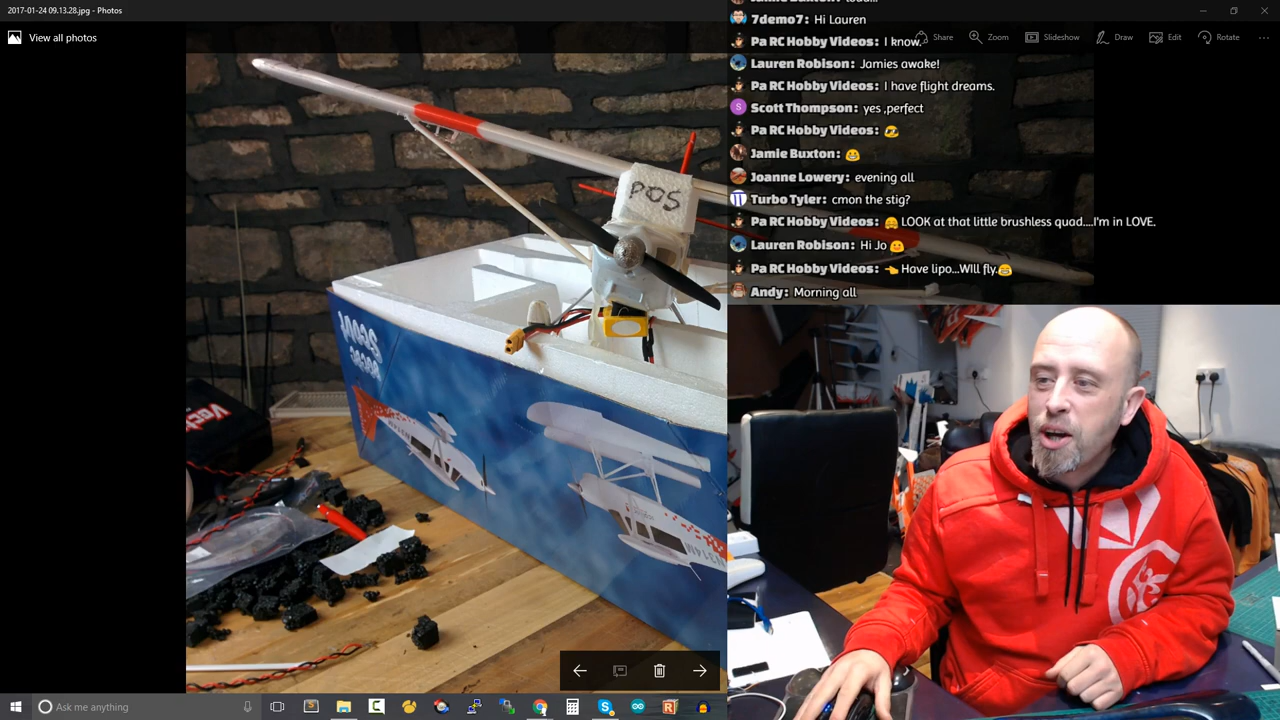 2017-01-24 09.13.28.jpg - Photos
View all photos
Share
Zoom
Slideshow
Draw
Edit
Rotate
7demo7: Hi Lauren
Pa RC Hobby Videos: I know.
Lauren Robison: Jamies awake!
Pa RC Hobby Videos: I have flight dreams.
S Scott Thompson: yes ,perfect
Pa RC Hobby Videos:
Jamie Buxton:
Joanne Lowery: evening all
Turbo Tyler: cmon the stig?
Pa RC Hobby Videos: LOOK at that little brushless quad....I'm in LOVE.
Lauren Robison: Hi Jo
Pa RC Hobby Videos: Have lipo...WIll fly.
Andy: Morning all
POS
Ask me anything